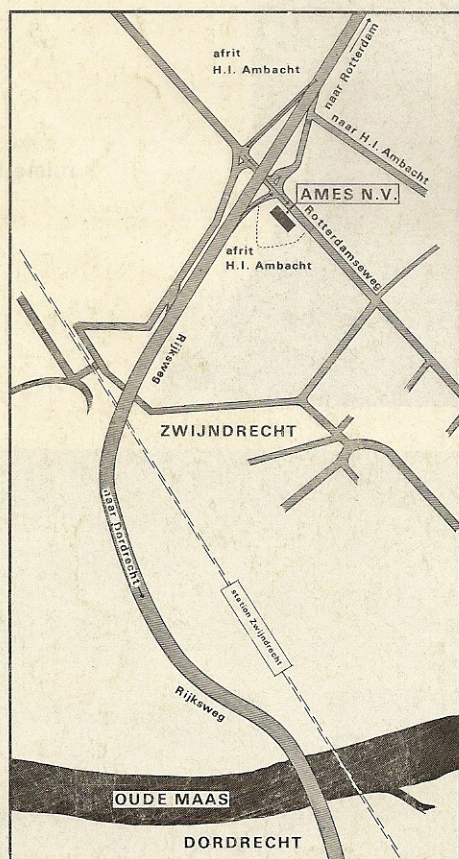 afrit
H.I. Ambacht
naar Rotterdam
naar H.I. Ambacht
AMES N.V.
Rotterdamseweg
afrit
H.I. Ambacht
Rijksweg
ZWIJNDRECHT
naar Dordrecht
station Zwijndrecht
Rijksweg
OUDE MAAS
DORDRECHT